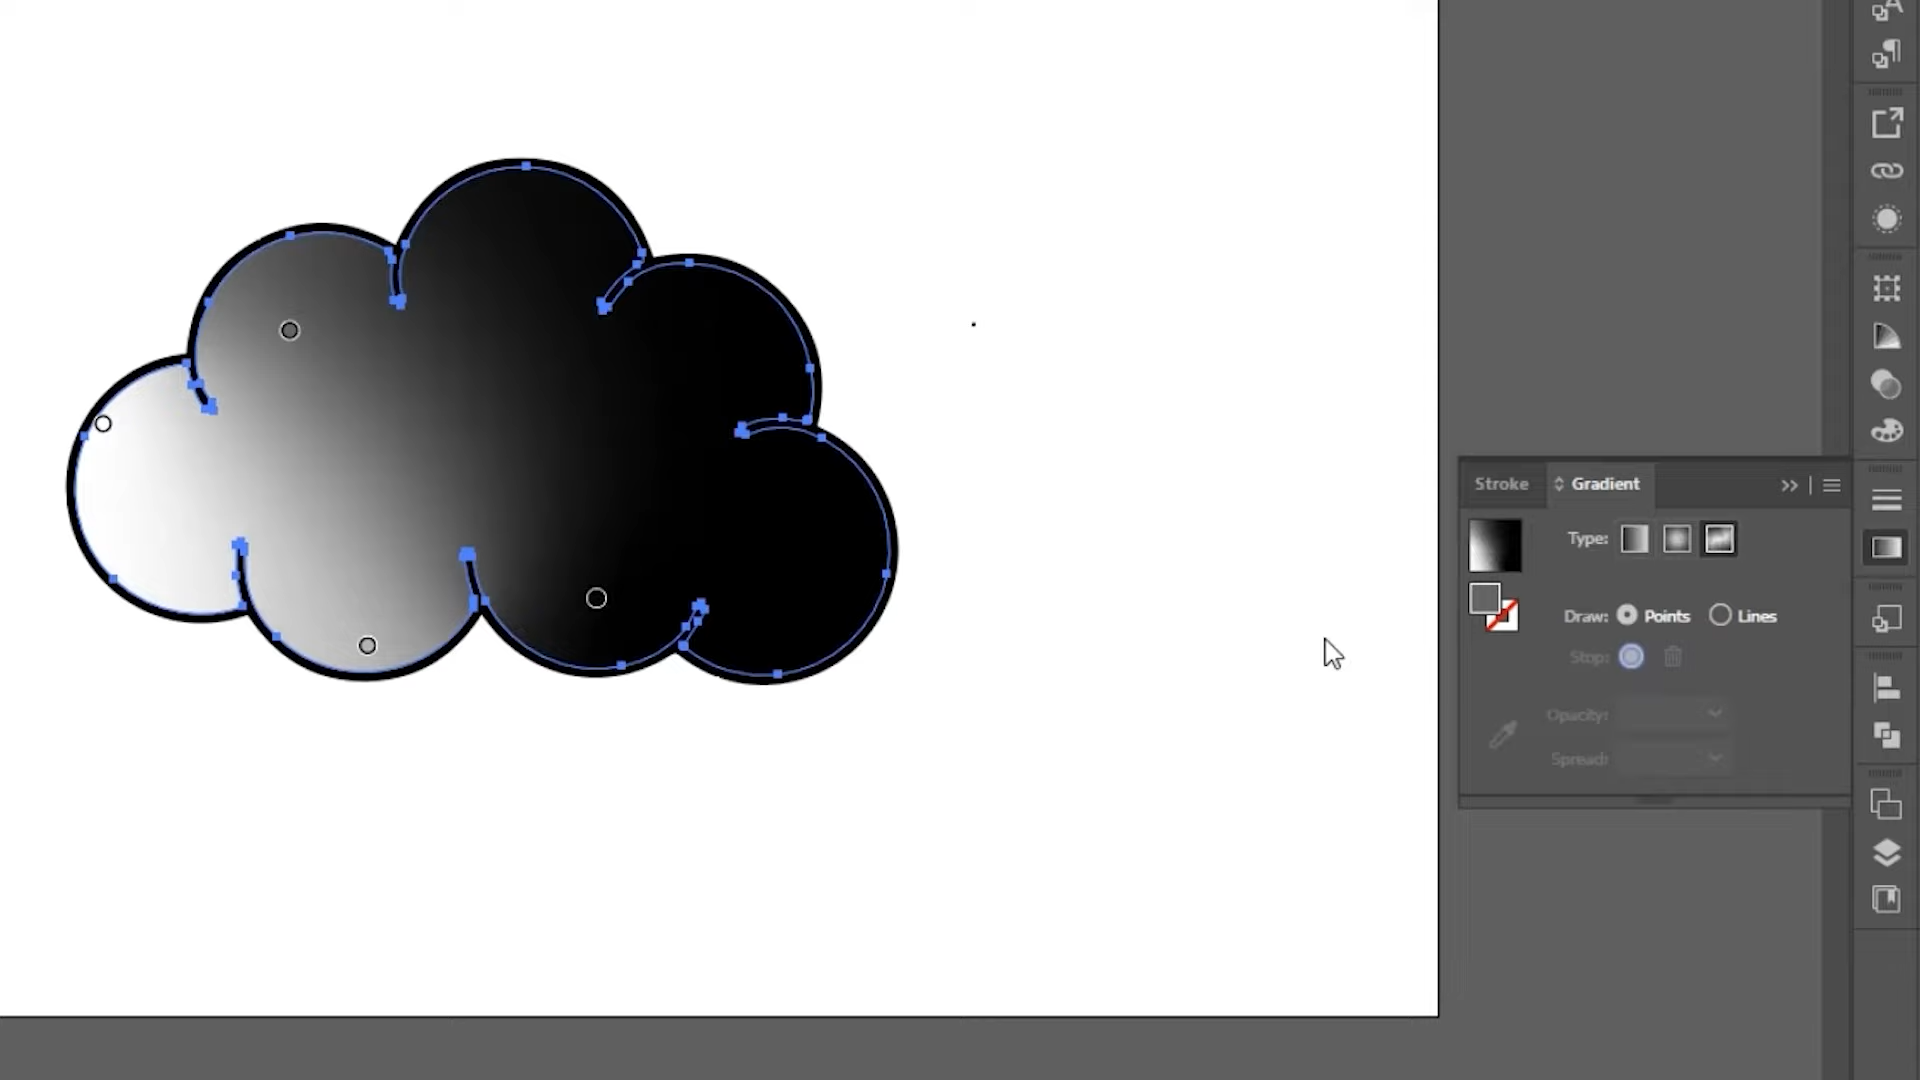 Stroke
Gradient
Type:
Draw: Points Lines
Stop:
Opacity:
Spread: